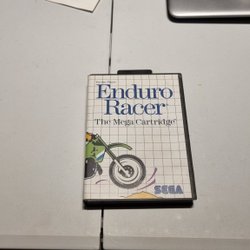 Enduro
Racer
The Mega Cartridge
SEGA